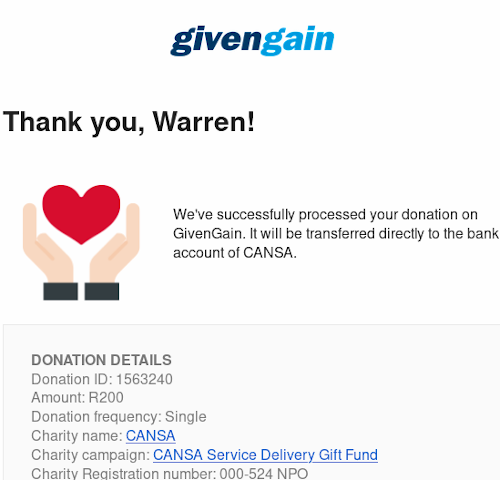 givengain
Thank you, Warren!
We've successfully processed your donation on
GivenGain. It will be transferred directly to the bank
account of CANSA.
DONATION DETAILS
Donation ID: 1563240
Amount: R200
Donation frequency: Single
Charity name: CANSA
Charity campaign: CANSA Service Delivery Gift Fund
Charity Registration number: 000-524 NPO